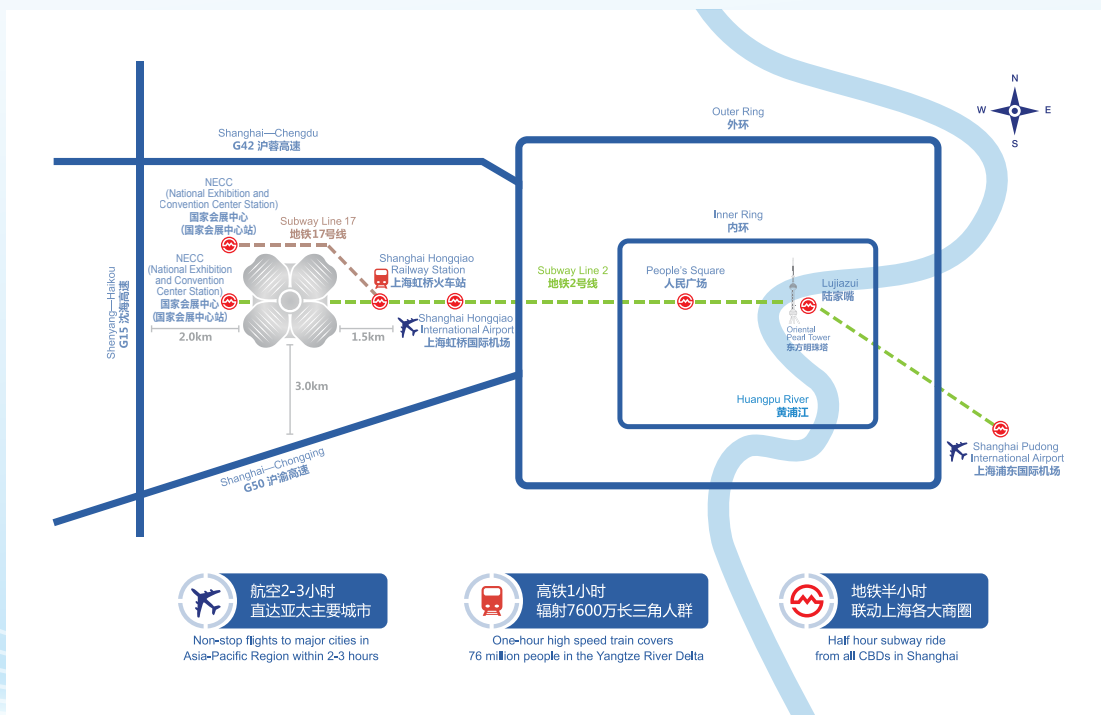 N
W
E
S
Outer Ring
外环
Shanghai—Chengdu
G42 沪蓉高速
NECC
(National Exhibition and
Convention Center Station)
国家会展中心
(国家会展中心站)
Subway Line 17
地铁17号线
Inner Ring
内环
Shanghai Hongqiao
Railway Station
上海虹桥火车站
NECC
(National Exhibition
and Convention
Center Station)
国家会展中心
(国家会展中心站)
Subway Line 2
地铁2号线
People's Square
人民广场
Lujiazui
陆家嘴
Shenyang—Haikou
G15 沈海高速
2.0km
1.5km
Shanghai Hongqiao
International Airport
上海虹桥国际机场
Oriental
Pearl Tower
东方明珠塔
3.0km
Huangpu River
黄浦江
Shanghai—Chongqing
G50 沪渝高速
Shanghai Pudong
International Airport
上海浦东国际机场
航空2-3小时
直达亚太主要城市
Non-stop flights to major cities in
Asia-Pacific Region within 2-3 hours
高铁1小时
辐射7600万长三角人群
One-hour high speed train covers
76 million people in the Yangtze River Delta
地铁半小时
联动上海各大商圈
Half hour subway ride
from all CBDs in Shanghai